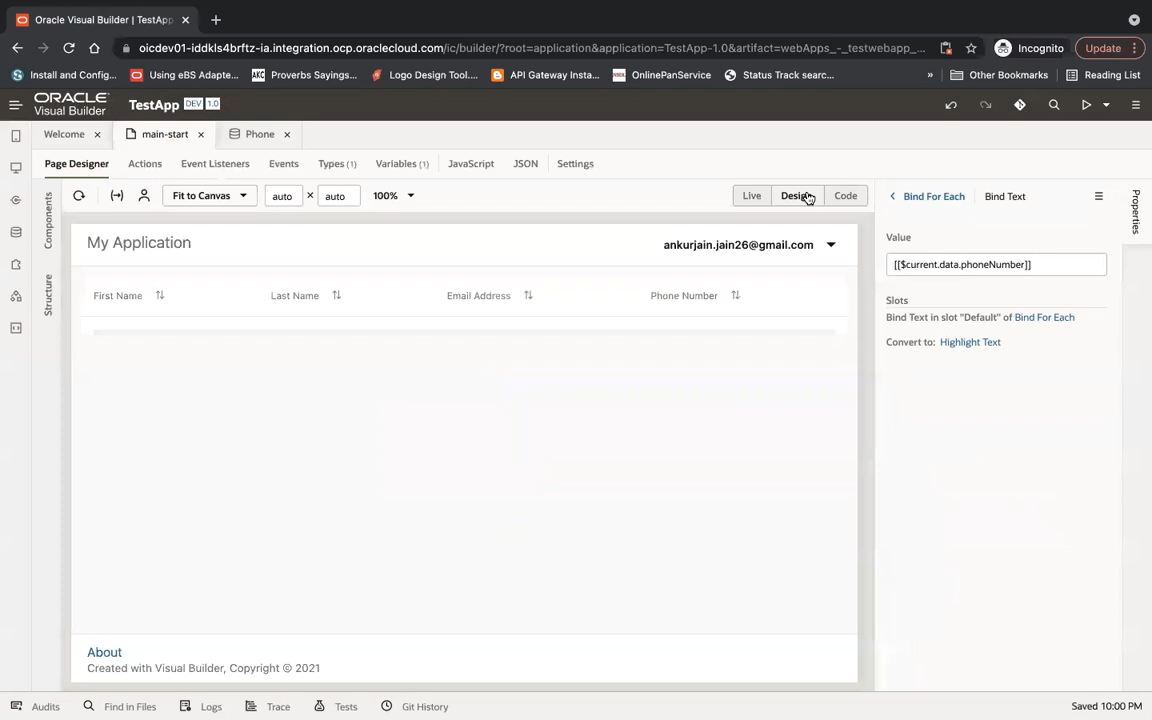 Oracle Visual Builder | TestApp
oicdev01-iddkls4brftz-ia.integration.ocp.oraclecloud.com/ic/builder/?root=application&application=TestApp-1.0&artifact=webApps_-_testwebapp_...
Incognito
Update
Install and Config...
Using eBS Adapte...
AKC
Proverbs Sayings...
Logo Design Tool....
API Gateway Insta...
OnlinePanService
Status Track searc...
»
Other Bookmarks
Reading List
ORACLE
Visual Builder
TestApp
DEV
1.0
Welcome
main-start
Phone
Page Designer
Actions
Event Listeners
Events
Types (1)
Variables (1)
JavaScript
JSON
Settings
Components
Structure
Fit to Canvas
auto
×
auto
100%
Live
Design
Code
Bind For Each
Bind Text
Properties
My Application
ankurjain.jain26@gmail.com
First Name
Last Name
Email Address
Phone Number
Value
[[$current.data.phoneNumber]]
Slots
Bind Text in slot "Default" of Bind For Each
Convert to: Highlight Text
About
Created with Visual Builder, Copyright © 2021
Audits
Find in Files
Logs
Trace
Tests
Git History
Saved 10:00 PM